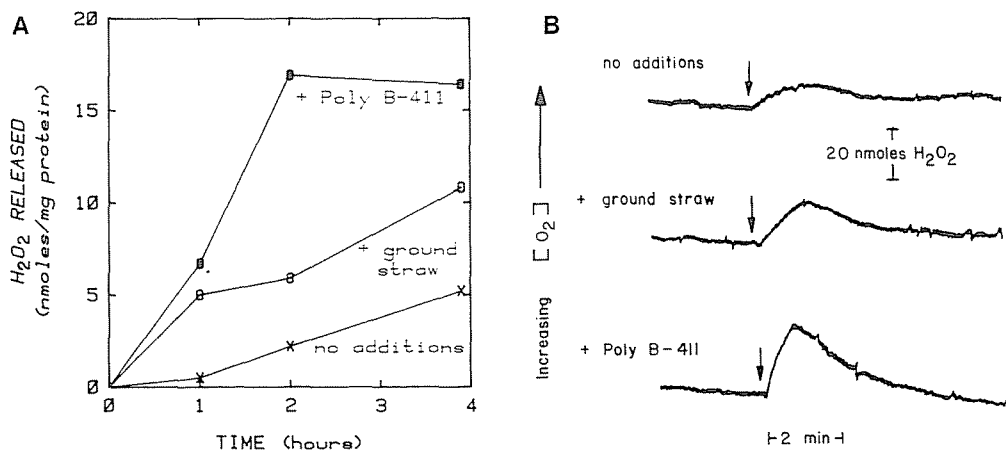 A
H₂O₂ RELEASED
(nmoles/mg protein)
20
15
10
5
0
0
1
2
3
4
TIME (hours)
+ Poly B-411
+ ground
straw
no additions
B
no additions
20 nmoles H₂O₂
+ ground straw
+ Poly B-411
Increasing [O₂]
⊢2 min⊣